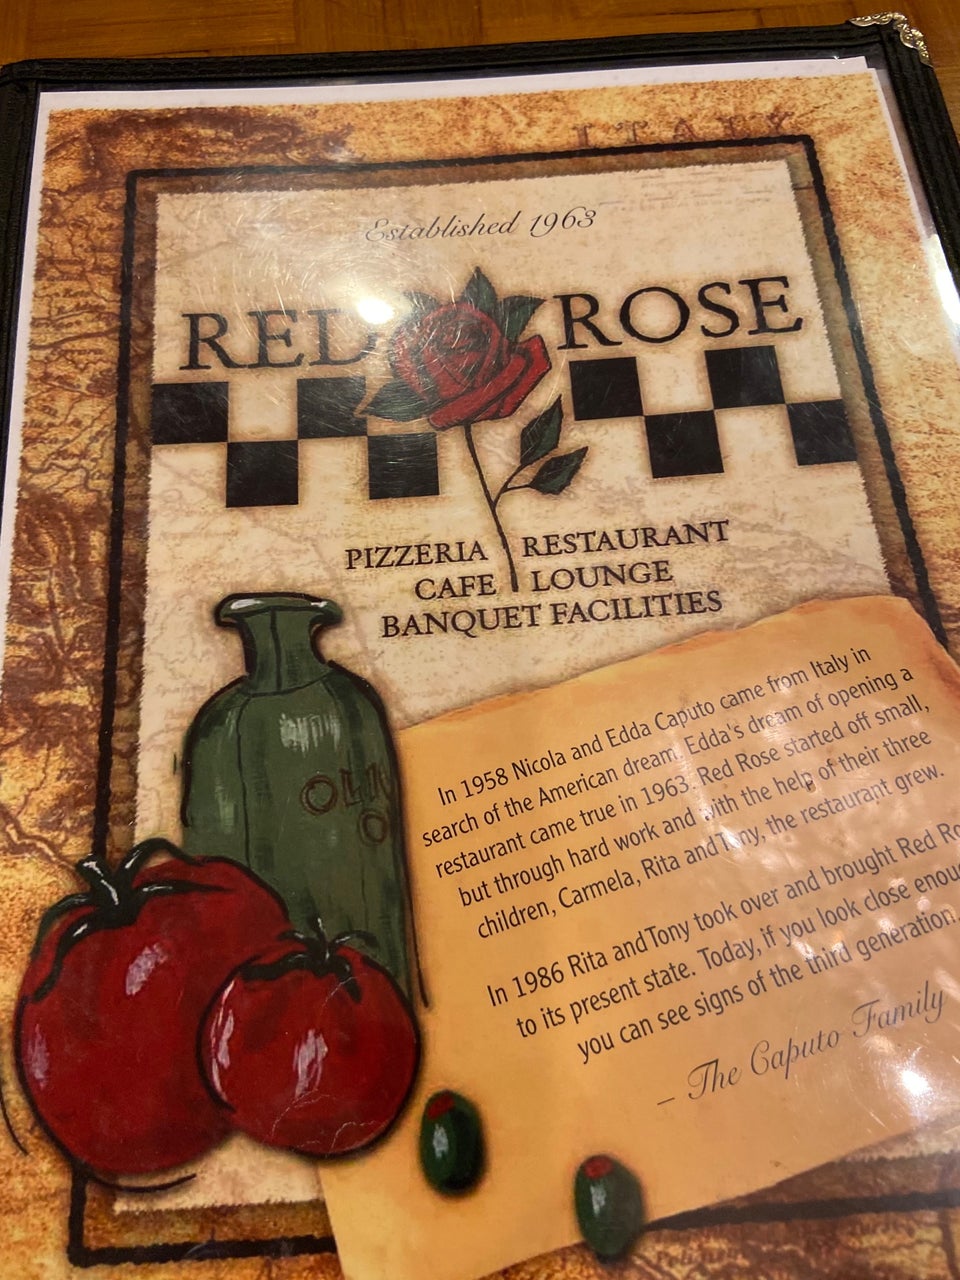 ITALY
Established 1963
RED ROSE
PIZZERIA RESTAURANT
CAFE LOUNGE
BANQUET FACILITIES
In 1958 Nicola and Edda Caputo came from Italy in
search of the American dream. Edda's dream of opening a
restaurant came true in 1963. Red Rose started off small,
but through hard work and with the help of their three
children, Carmela, Rita and Tony, the restaurant grew.
In 1986 Rita and Tony took over and brought Red Ro
to its present state. Today, if you look close enou
you can see signs of the third generation.
– The Caputo Family